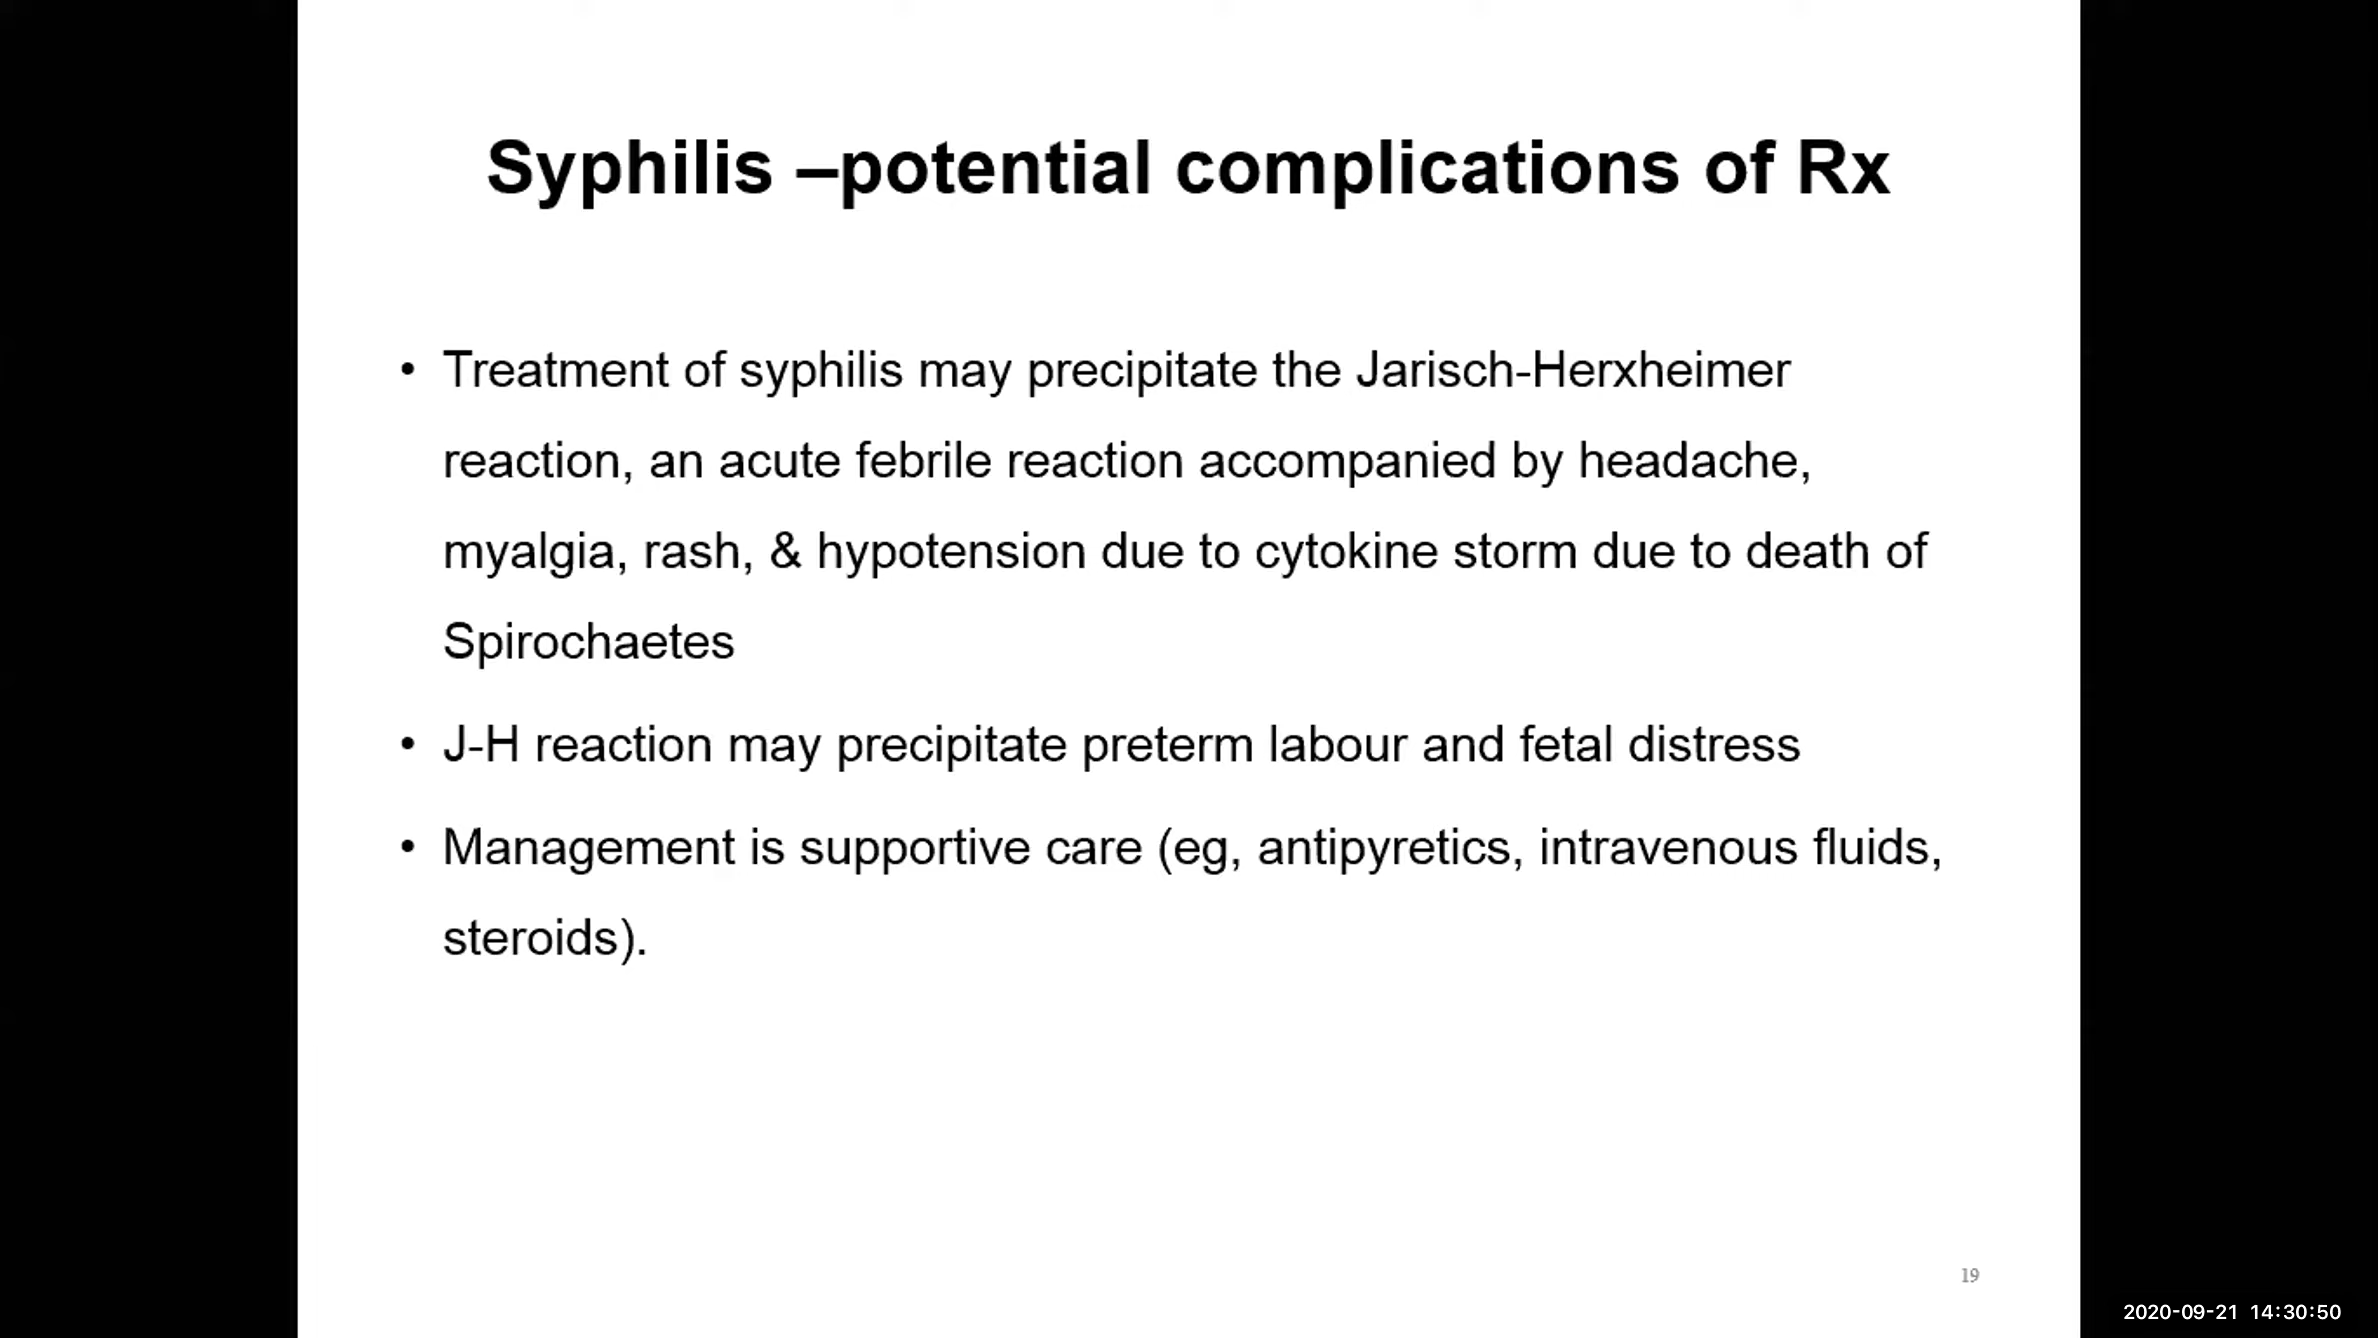 Syphilis –potential complications of Rx
• Treatment of syphilis may precipitate the Jarisch-Herxheimer
reaction, an acute febrile reaction accompanied by headache,
myalgia, rash, & hypotension due to cytokine storm due to death of
Spirochaetes
• J-H reaction may precipitate preterm labour and fetal distress
• Management is supportive care (eg, antipyretics, intravenous fluids,
steroids).
19
2020-09-21 14:30:50